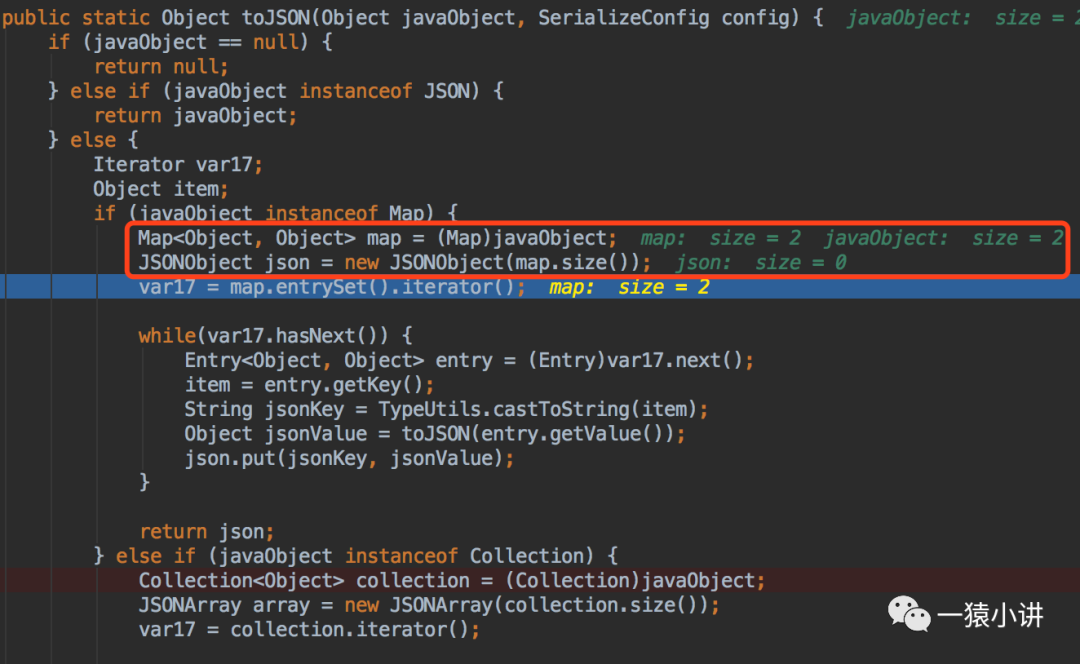 public static Object toJSON(Object javaObject, SerializeConfig config) {  javaObject:  size = 2
    if (javaObject == null) {
        return null;
    } else if (javaObject instanceof JSON) {
        return javaObject;
    } else {
        Iterator var17;
        Object item;
        if (javaObject instanceof Map) {
            Map<Object, Object> map = (Map)javaObject;  map:  size = 2  javaObject:  size = 2
            JSONObject json = new JSONObject(map.size());  json:  size = 0
            var17 = map.entrySet().iterator();  map:  size = 2

            while(var17.hasNext()) {
                Entry<Object, Object> entry = (Entry)var17.next();
                item = entry.getKey();
                String jsonKey = TypeUtils.castToString(item);
                Object jsonValue = toJSON(entry.getValue());
                json.put(jsonKey, jsonValue);
            }

            return json;
        } else if (javaObject instanceof Collection) {
            Collection<Object> collection = (Collection)javaObject;
            JSONArray array = new JSONArray(collection.size());
            var17 = collection.iterator();
一猿小讲